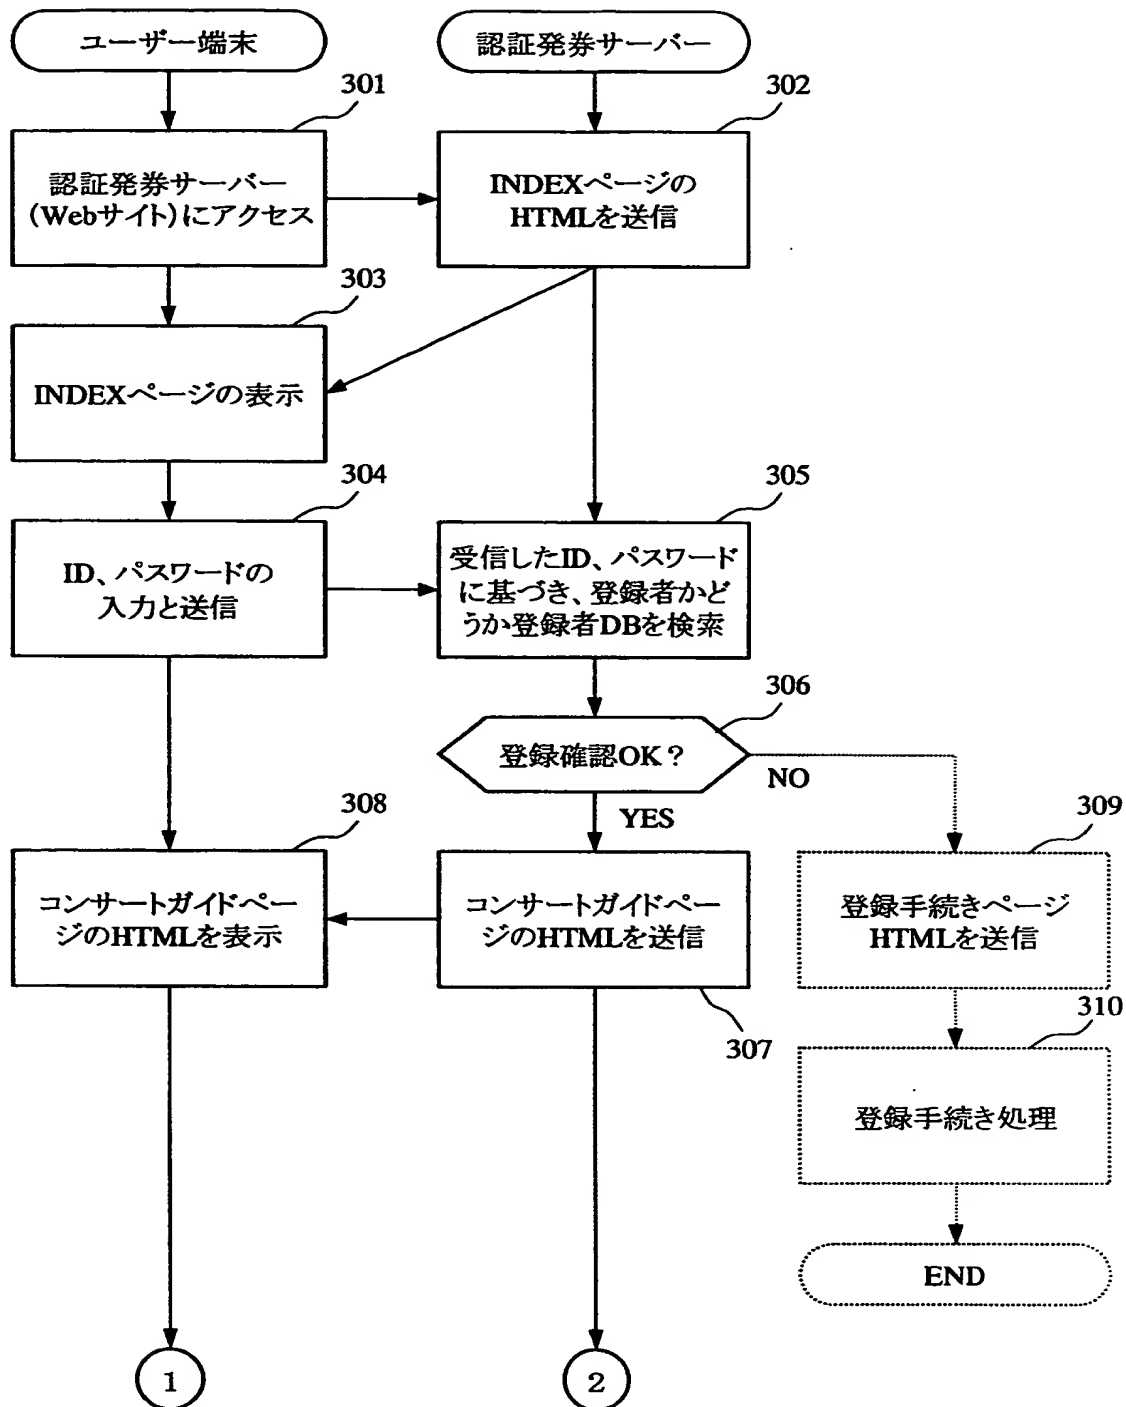 ユーザー端末
認証発券サーバー
301
302
認証発券サーバー
(Webサイト)にアクセス
INDEXページの
HTMLを送信
303
INDEXページの表示
304
305
ID、パスワードの
入力と送信
受信したID、パスワード
に基づき、登録者かど
うか登録者DBを検索
306
登録確認OK？
NO
YES
308
309
コンサートガイドペー
ジのHTMLを表示
コンサートガイドペー
ジのHTMLを送信
登録手続きページ
HTMLを送信
307
310
登録手続き処理
END
1
2